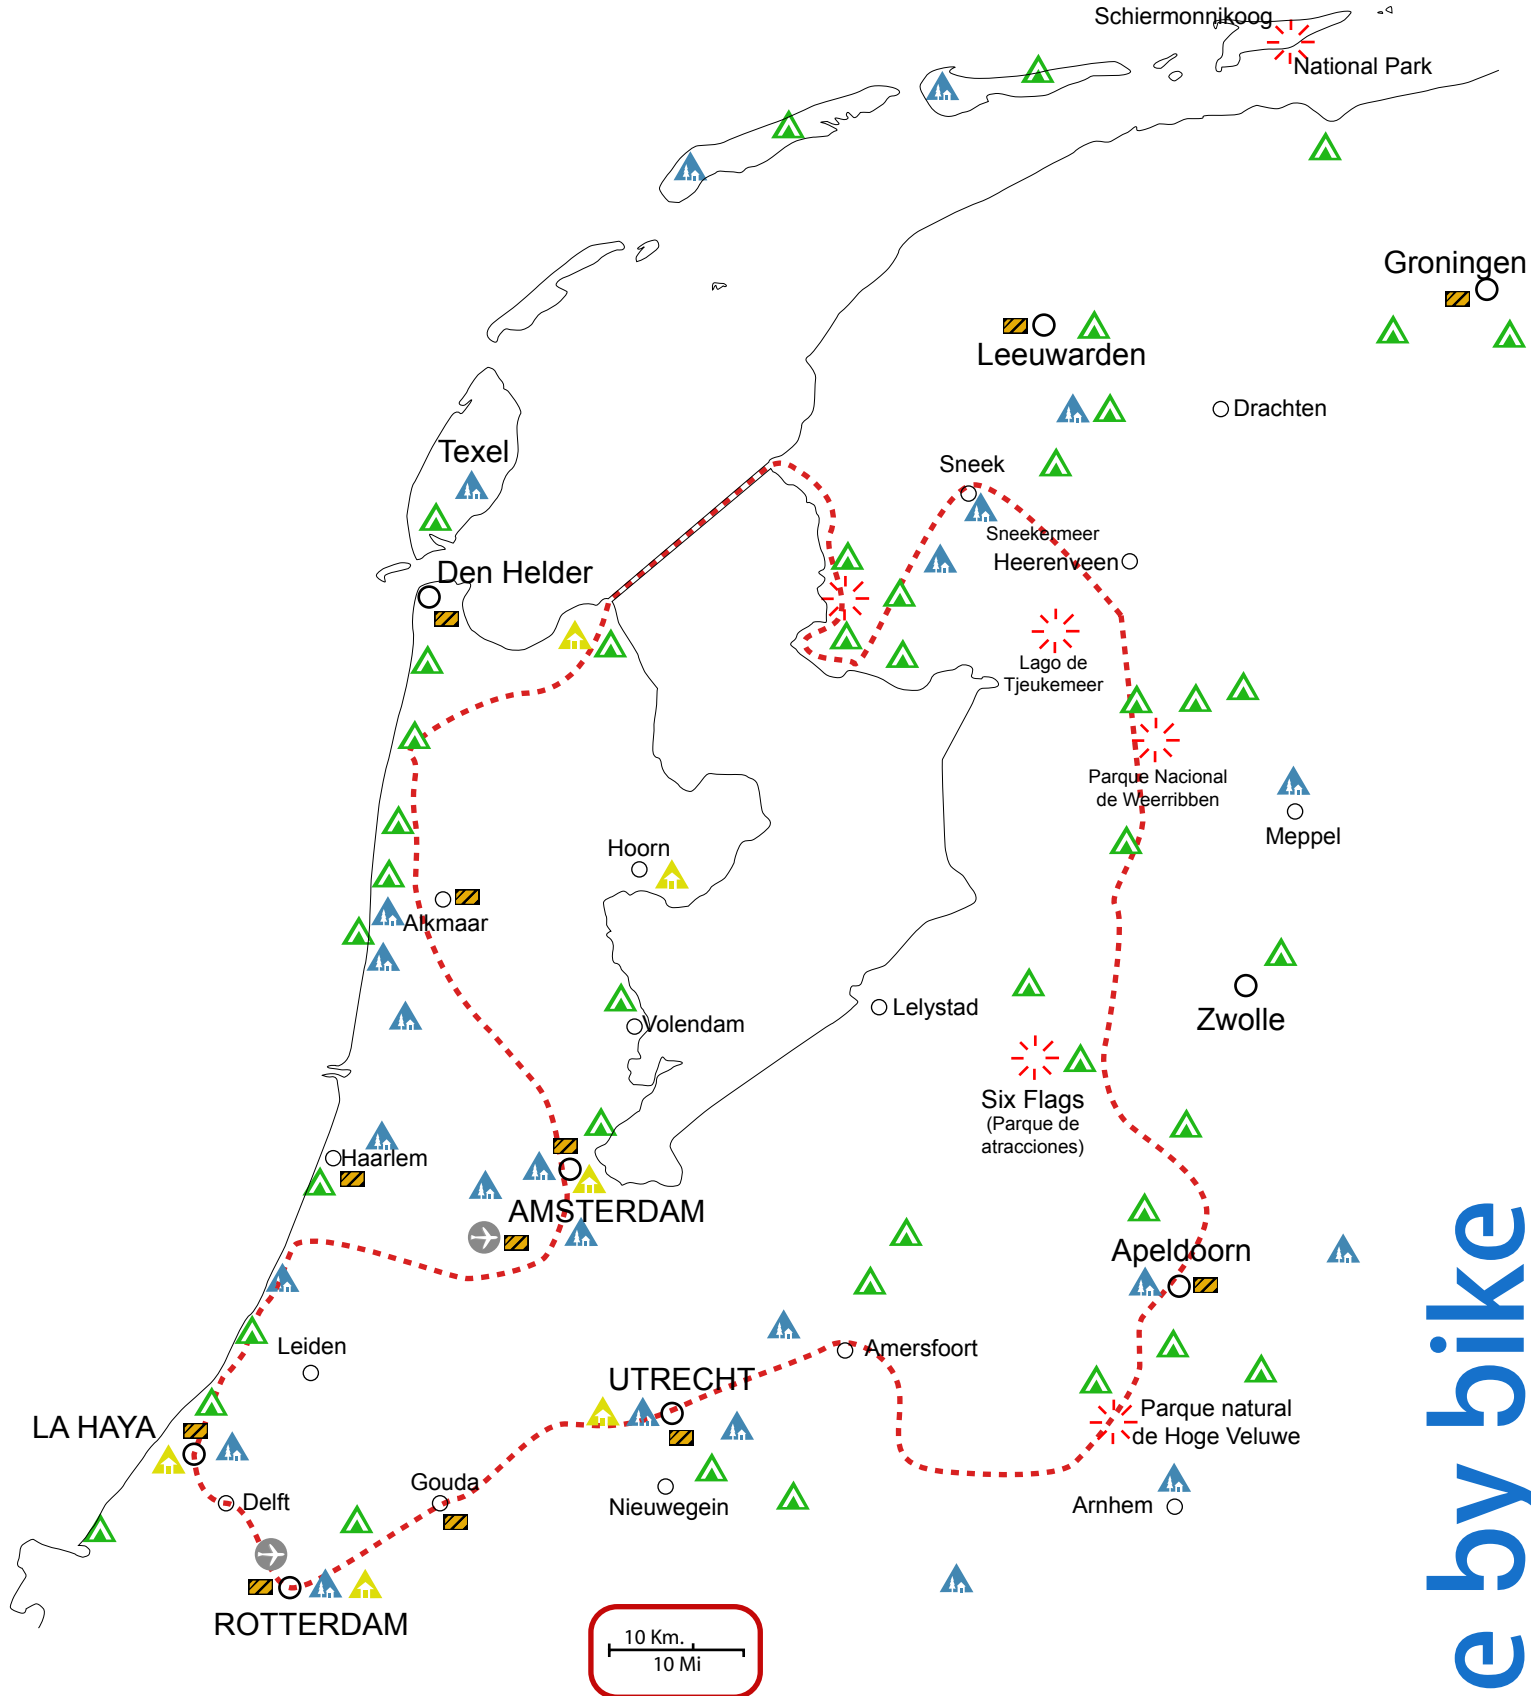 Schiermonnikoog
National Park
Groningen
Leeuwarden
Drachten
Texel
Sneek
Sneekermeer
Heerenveen
Den Helder
Lago de
Tjeukemeer
Parque Nacional
de Weerribben
Meppel
Hoorn
Alkmaar
Lelystad
Zwolle
Volendam
Six Flags
(Parque de
atracciones)
Haarlem
AMSTERDAM
Apeldoorn
Leiden
Amersfoort
UTRECHT
LA HAYA
Parque natural
de Hoge Veluwe
Gouda
Delft
Nieuwegein
Arnhem
ROTTERDAM
10 Km.
10 Mi
e by bike